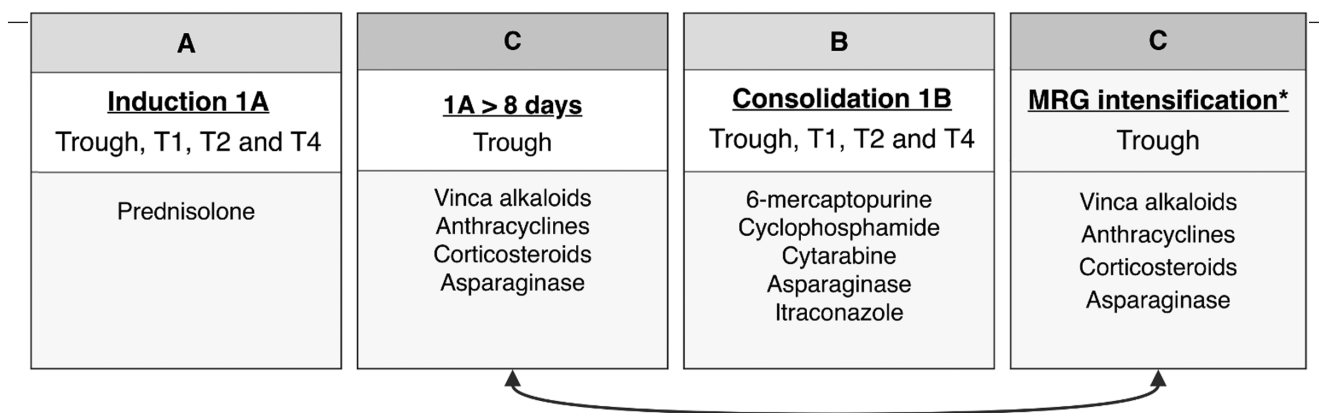 A
Induction 1A
Trough, T1, T2 and T4
Prednisolone
C
1A > 8 days
Trough
Vinca alkaloids
Anthracyclines
Corticosteroids
Asparaginase
B
Consolidation 1B
Trough, T1, T2 and T4
6-mercaptopurine
Cyclophosphamide
Cytarabine
Asparaginase
Itraconazole
C
MRG intensification*
Trough
Vinca alkaloids
Anthracyclines
Corticosteroids
Asparaginase